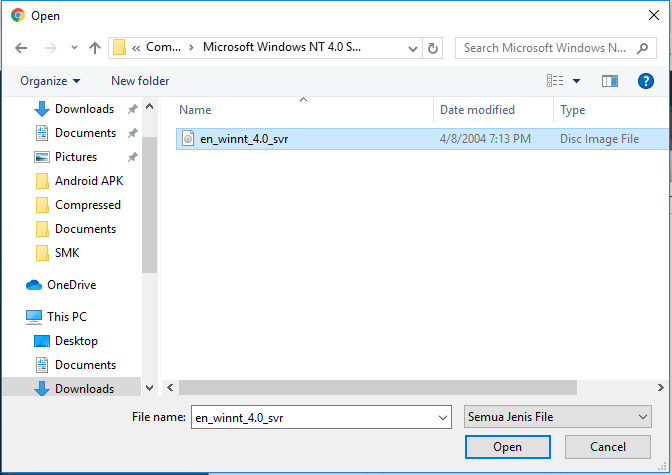 Open
« Com... > Microsoft Windows NT 4.0 S...
Search Microsoft Windows N...
Organize
New folder
?
Name
Date modified
Type
en_winnt_4.0_svr
4/8/2004 7:13 PM
Disc Image File
Downloads
Documents
Pictures
Android APK
Compressed
Documents
SMK
OneDrive
This PC
Desktop
Documents
Downloads
File name:
en_winnt_4.0_svr
Semua Jenis File
Open
Cancel